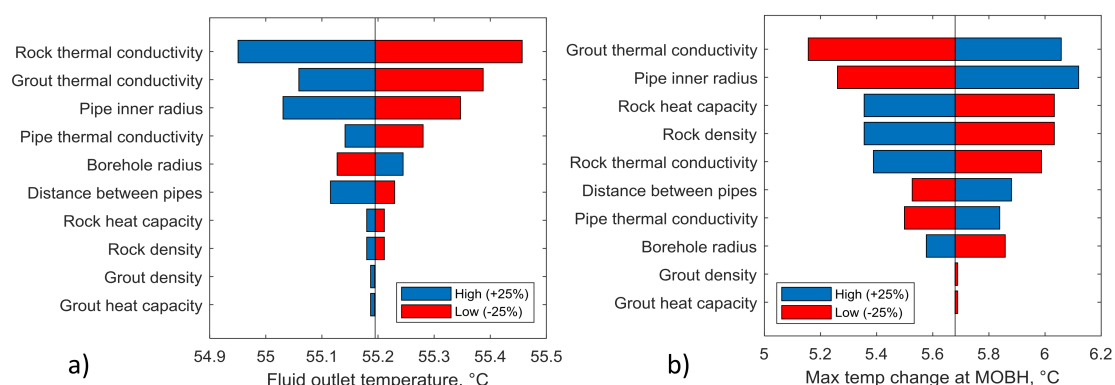 Rock thermal conductivity
Grout thermal conductivity
Pipe inner radius
Pipe thermal conductivity
Borehole radius
Distance between pipes
Rock heat capacity
Rock density
Grout density
Grout heat capacity
High (+25%)
Low (-25%)
54.9 55 55.1 55.2 55.3 55.4 55.5
a)
Fluid outlet temperature, °C
Grout thermal conductivity
Pipe inner radius
Rock heat capacity
Rock density
Rock thermal conductivity
Distance between pipes
Pipe thermal conductivity
Borehole radius
Grout density
Grout heat capacity
High (+25%)
Low (-25%)
5 5.2 5.4 5.6 5.8 6 6.2
b)
Max temp change at MOBH, °C